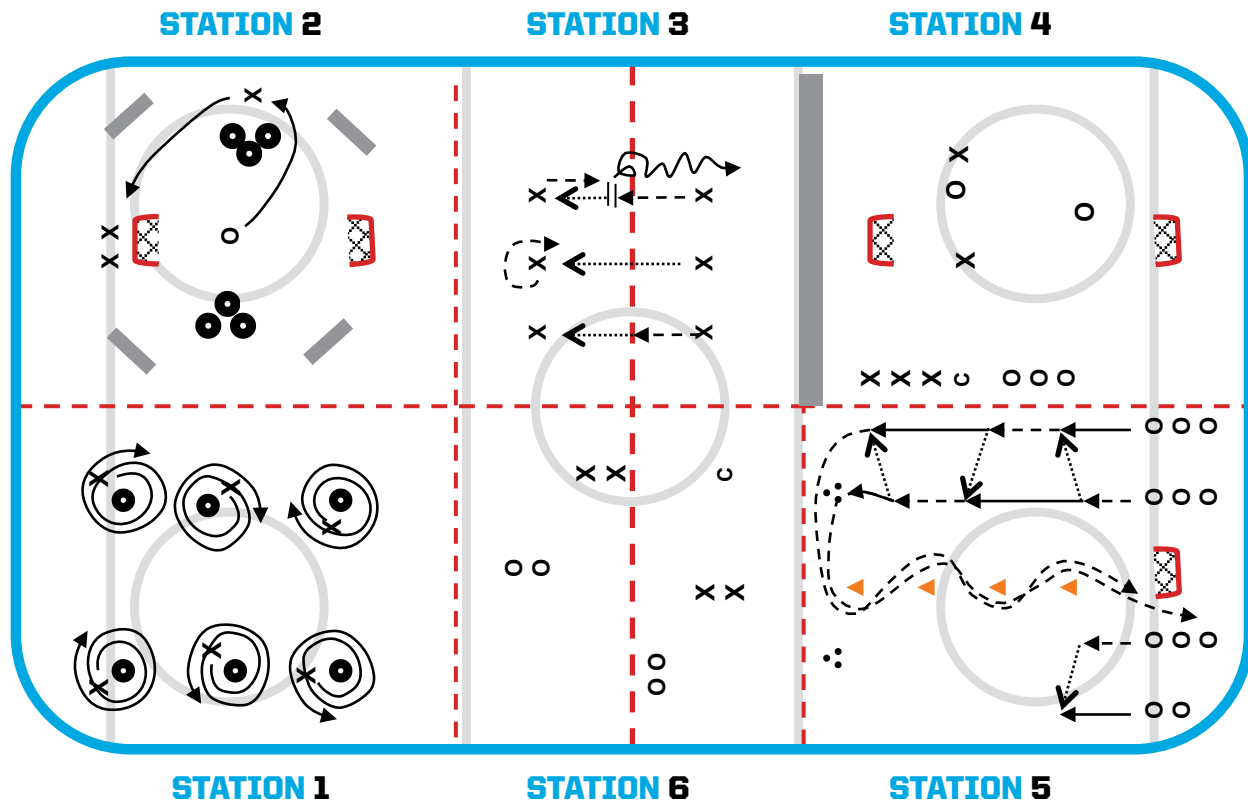 STATION 2
STATION 3
STATION 4
X
X
O
X
X
X
X
X
X
X
X
X
O
O
X
X X X C O O O
O O O
O O O
O O O
O O
X X
C
O O
X X
O
O
X
X
X
X
X
X
STATION 1
STATION 6
STATION 5